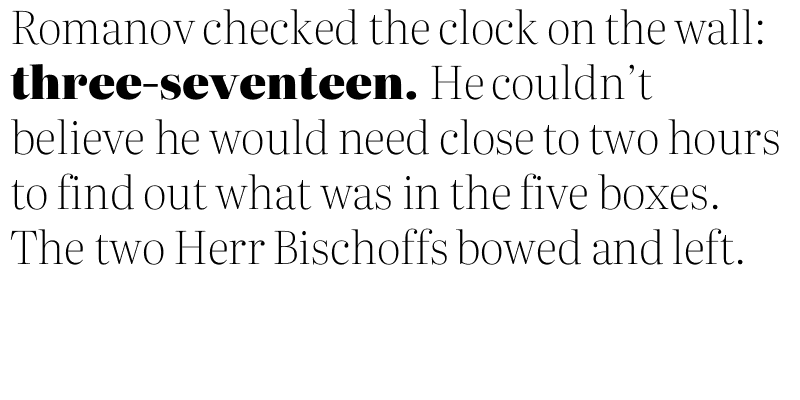 Romanov checked the clock on the wall:
three-seventeen. He couldn’t
believe he would need close to two hours
to find out what was in the five boxes.
The two Herr Bischoffs bowed and left.